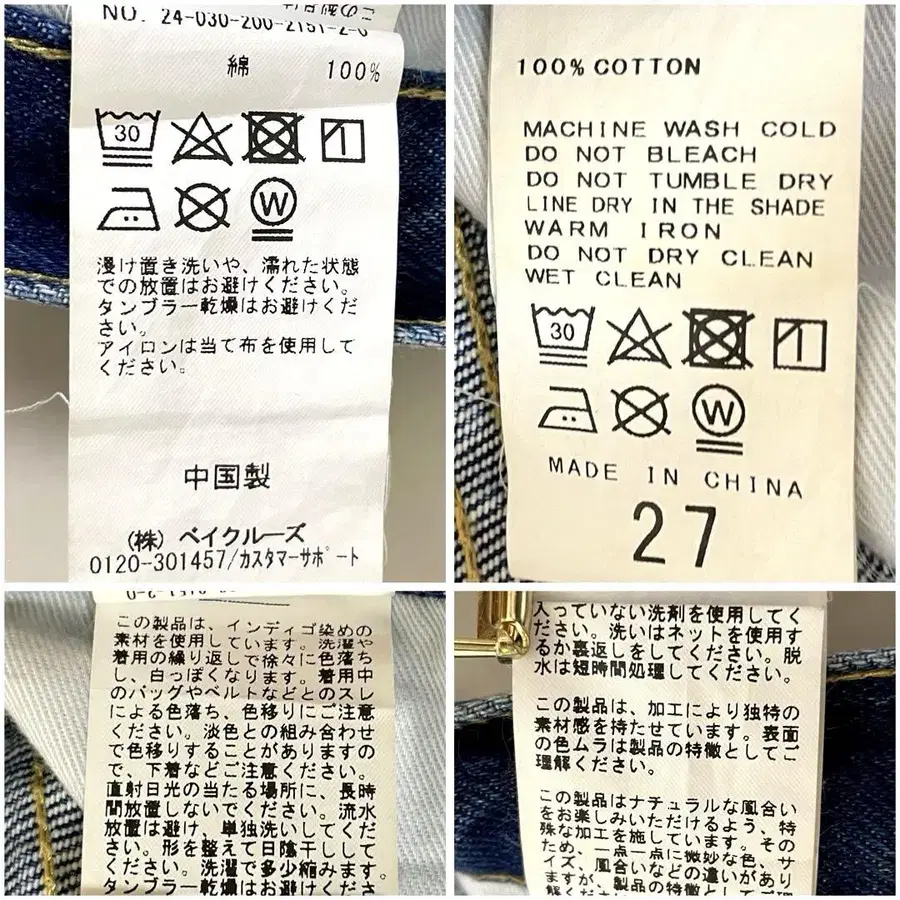 NO. 24-030-200-2151-2-0
綿 100%
30
W
浸け置き洗いや、濡れた状態
での放置はお避けください。
タンブラー乾燥はお避けくだ
さい。
アイロンは当て布を使用して
ください。
中国製
(株) ベイクルーズ
0120-301457/カスタマーサポート
100% COTTON
MACHINE WASH COLD
DO NOT BLEACH
DO NOT TUMBLE DRY
LINE DRY IN THE SHADE
WARM IRON
DO NOT DRY CLEAN
WET CLEAN
30
W
MADE IN CHINA
27
この製品は、インディゴ染めの
素材を使用しています。洗濯や
着用の繰り返しで徐々に色落ち
し、白っぽくなります。着用中
のバッグやベルトなどとのスレ
による色落ち、色移りにご注意
ください。淡色との組み合わせ
で色移りすることがありますの
で、下着などご注意ください。
直射日光の当たる場所に、長時
間放置しないでください。流水
放置は避け、単独洗いしてくだ
さい。形を整えて日陰干しして
ください。洗濯で多少縮みます。
タンブラー乾燥はお避けくださ
入っていない洗剤を使用してく
ださい。洗いはネットを使用す
るか裏返しをしてください。脱
水は短時間処理してください。
この製品は、加工により独特の
素材感を持たせています。表面
の色ムラは製品の特徴としてご
理解ください。
この製品はナチュラルな風合い
をお楽しみいただけるよう、特
殊な加工を施しています。その
ため、一点一点に微妙な色、サ
イズ、風合いなどの違いがあり
ますが、製品の特徴としてご理